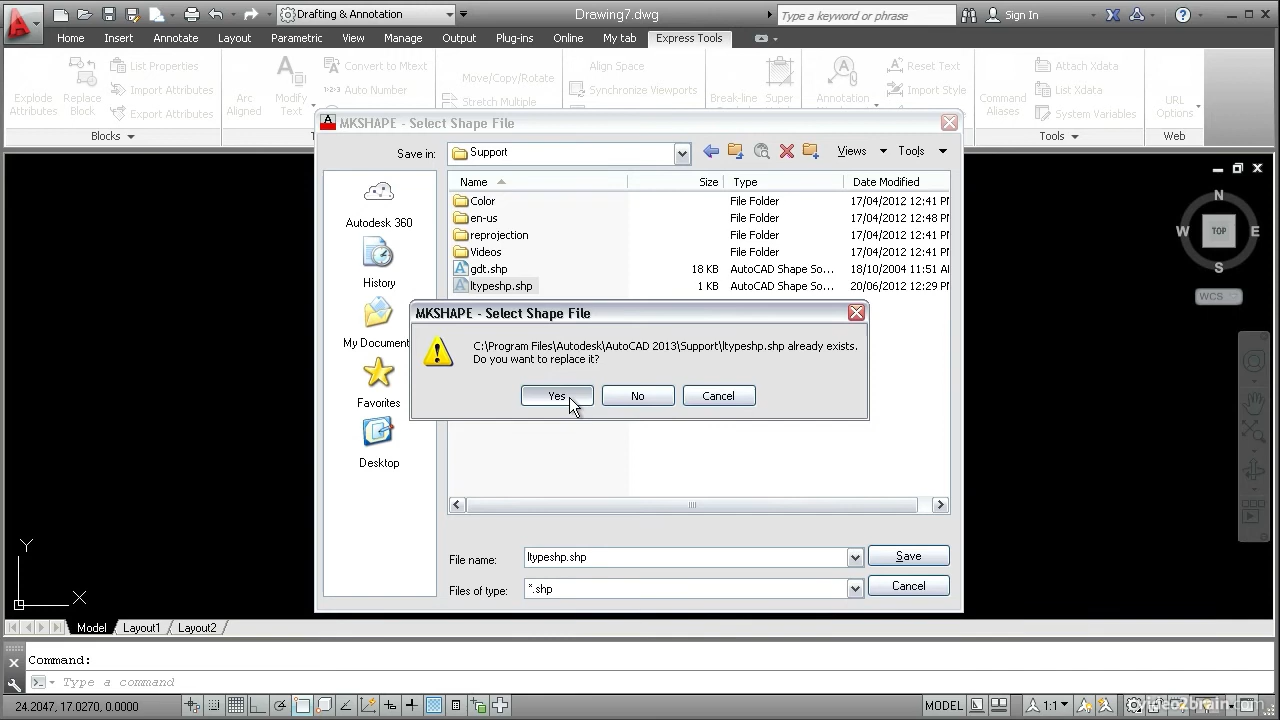 Drafting & Annotation
Drawing7.dwg
Type a keyword or phrase
Sign In
Home Insert Annotate Layout Parametric View Manage Output Plug-ins Online My tab Express Tools
Explode Attributes
Replace Block
List Properties
Import Attributes
Export Attributes
Blocks
Arc Aligned
Modify Text
Convert to Mtext
Auto Number
Move/Copy/Rotate
Stretch Multiple
Align Space
Synchronize Viewports
Break-line
Super
Annotation
Reset Text
Import Style
Command Aliases
Attach Xdata
List Xdata
System Variables
Tools
URL Options
Web
MKSHAPE - Select Shape File
Save in: Support
Views Tools
Name Size Type Date Modified
Color File Folder 17/04/2012 12:41 P
en-us File Folder 17/04/2012 12:48 P
reprojection File Folder 17/04/2012 12:41 P
Videos File Folder 17/04/2012 12:41 P
gdt.shp 18 KB AutoCAD Shape So... 18/10/2004 11:51 A
ltypeshp.shp 1 KB AutoCAD Shape So... 20/06/2012 12:29 P
Autodesk 360
History
My Document
Favorites
Desktop
MKSHAPE - Select Shape File
C:\Program Files\Autodesk\AutoCAD 2013\Support\ltypeshp.shp already exists.
Do you want to replace it?
Yes No Cancel
File name: ltypeshp.shp Save
Files of type: *.shp Cancel
N
W TOP E
S
WCS
Y
X
Model Layout1 Layout2
Command:
Type a command
24.2047, 17.0270, 0.0000
MODEL
1:1
video2brain.com